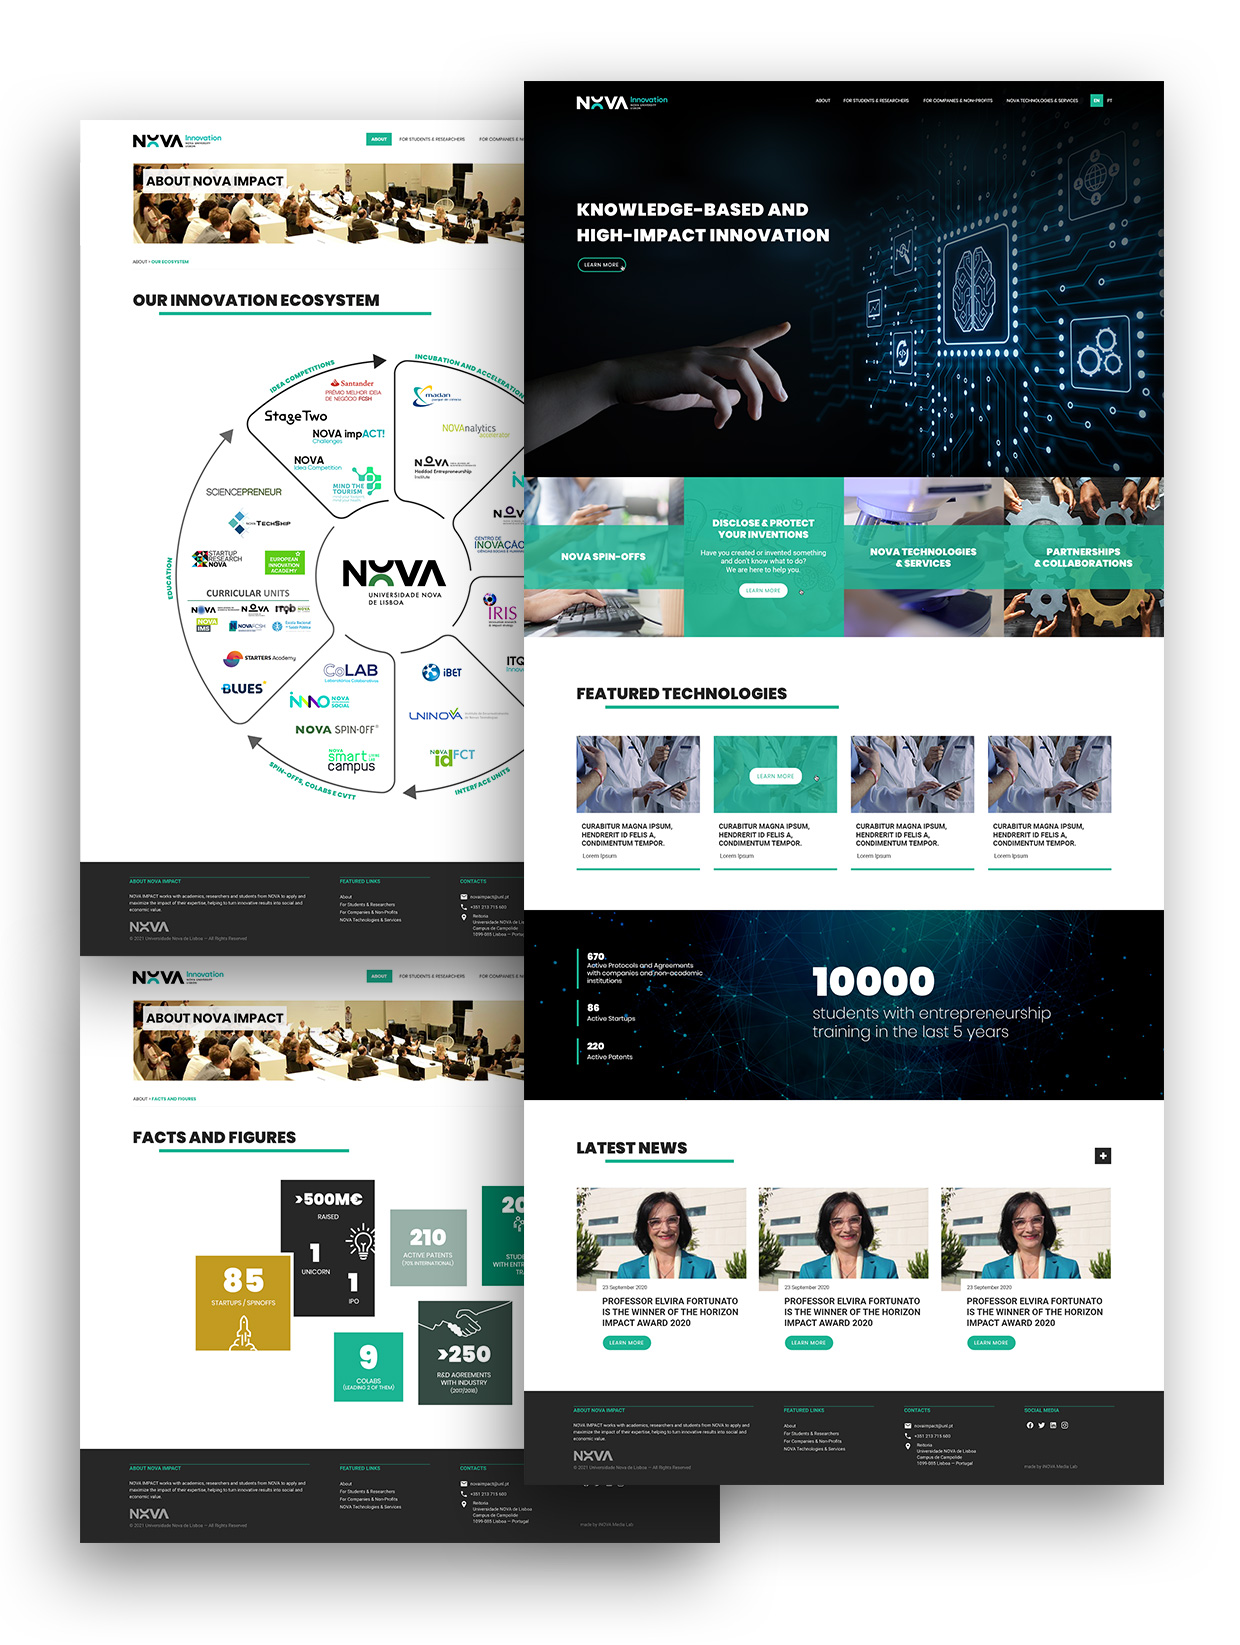 NOVA Innovation
NOVA UNIVERSITY
LISBON
ABOUT
FOR STUDENTS & RESEARCHERS
FOR COMPANIES & N
ABOUT NOVA IMPACT
ABOUT > OUR ECOSYSTEM
OUR INNOVATION ECOSYSTEM
IDEA COMPETITIONS
INCUBATION AND ACCELERATION
Santander
PRÉMIO MELHOR IDEIA
DE NEGÓCIO FCSH
StageTwo
NOVA impACT!
Challenges
NOVA
Idea Competition
MIND THE
TOURISM
madan
parque de ciência
NOVAnalytics
accelerator
NOVA
Haddad Entrepreneurship
Institute
CENTRO DE
INOVAÇÃO
IRIS
EDUCATION
SCIENCEPRENEUR
NOVA TECHSHIP
STARTUP
RESEARCH
NOVA
EUROPEAN
INNOVATION
ACADEMY
CURRICULAR UNITS
NOVA
NOVA
ITQB NOVA
NOVA
IMS
NOVAFCSH
Escola Nacional
de Saúde Pública
STARTERS Academy
BLUES
NOVA
UNIVERSIDADE NOVA
DE LISBOA
CoLAB
Laboratórios Colaborativos
INNO NOVA
SOCIAL
NOVA SPIN-OFF
NOVA
smart
campus
SPIN-OFFS, COLABS E CVTT
iBET
UNINOVA
NOVA
idFCT
INTERFACE UNITS
ITQ
Innov
ABOUT NOVA IMPACT
NOVA IMPACT works with academics, researchers and students from NOVA to apply and
maximize the impact of their expertise, helping to turn innovative results into social and
economic value.
NOVA
© 2021 Universidade Nova de Lisboa — All Rights Reserved
FEATURED LINKS
About
For Students & Researchers
For Companies & Non-Profits
NOVA Technologies & Services
CONTACTS
novaimpact@unl.pt
+351 213 715 600
Reitoria
Universidade NOVA de Lis
Campus de Campolide
1099-085 Lisboa — Portug
NOVA Innovation
NOVA UNIVERSITY
LISBON
ABOUT
FOR STUDENTS & RESEARCHERS
FOR COMPANIES & N
ABOUT NOVA IMPACT
ABOUT > FACTS AND FIGURES
FACTS AND FIGURES
>500M€
RAISED
1
UNICORN
1
IPO
85
STARTUPS / SPINOFFS
210
ACTIVE PATENTS
(70% INTERNATIONAL)
20
STUDE
WITH ENTR
TRA
9
COLABS
(LEADING 2 OF THEM)
>250
R&D AGREEMENTS
WITH INDUSTRY
(2017/2018)
ABOUT NOVA IMPACT
NOVA IMPACT works with academics, researchers and students from NOVA to apply and
maximize the impact of their expertise, helping to turn innovative results into social and
economic value.
NOVA
© 2021 Universidade Nova de Lisboa — All Rights Reserved
FEATURED LINKS
About
For Students & Researchers
For Companies & Non-Profits
NOVA Technologies & Services
CONTACTS
novaimpact@unl.pt
+351 213 715 600
Reitoria
Universidade NOVA de Lisboa
Campus de Campolide
1099-085 Lisboa — Portugal
made by iNOVA Media Lab
NOVA Innovation
NOVA UNIVERSITY
LISBON
ABOUT
FOR STUDENTS & RESEARCHERS
FOR COMPANIES & NON-PROFITS
NOVA TECHNOLOGIES & SERVICES
EN
PT
KNOWLEDGE-BASED AND
HIGH-IMPACT INNOVATION
LEARN MORE
NOVA SPIN-OFFS
DISCLOSE & PROTECT
YOUR INVENTIONS
Have you created or invented something
and don't know what to do?
We are here to help you.
LEARN MORE
NOVA TECHNOLOGIES
& SERVICES
PARTNERSHIPS
& COLLABORATIONS
FEATURED TECHNOLOGIES
LEARN MORE
CURABITUR MAGNA IPSUM,
HENDRERIT ID FELIS A,
CONDIMENTUM TEMPOR.
Lorem Ipsum
CURABITUR MAGNA IPSUM,
HENDRERIT ID FELIS A,
CONDIMENTUM TEMPOR.
Lorem Ipsum
CURABITUR MAGNA IPSUM,
HENDRERIT ID FELIS A,
CONDIMENTUM TEMPOR.
Lorem Ipsum
CURABITUR MAGNA IPSUM,
HENDRERIT ID FELIS A,
CONDIMENTUM TEMPOR.
Lorem Ipsum
670
Active Protocols and Agreements
with companies and non-academic
institutions
86
Active Startups
220
Active Patents
10000
students with entrepreneurship
training in the last 5 years
LATEST NEWS
+
23 September 2020
PROFESSOR ELVIRA FORTUNATO
IS THE WINNER OF THE HORIZON
IMPACT AWARD 2020
LEARN MORE
23 September 2020
PROFESSOR ELVIRA FORTUNATO
IS THE WINNER OF THE HORIZON
IMPACT AWARD 2020
LEARN MORE
23 September 2020
PROFESSOR ELVIRA FORTUNATO
IS THE WINNER OF THE HORIZON
IMPACT AWARD 2020
LEARN MORE
ABOUT NOVA IMPACT
NOVA IMPACT works with academics, researchers and students from NOVA to apply and
maximize the impact of their expertise, helping to turn innovative results into social and
economic value.
NOVA
© 2021 Universidade Nova de Lisboa — All Rights Reserved
FEATURED LINKS
About
For Students & Researchers
For Companies & Non-Profits
NOVA Technologies & Services
CONTACTS
novaimpact@unl.pt
+351 213 715 600
Reitoria
Universidade NOVA de Lisboa
Campus de Campolide
1099-085 Lisboa — Portugal
SOCIAL MEDIA
made by iNOVA Media Lab